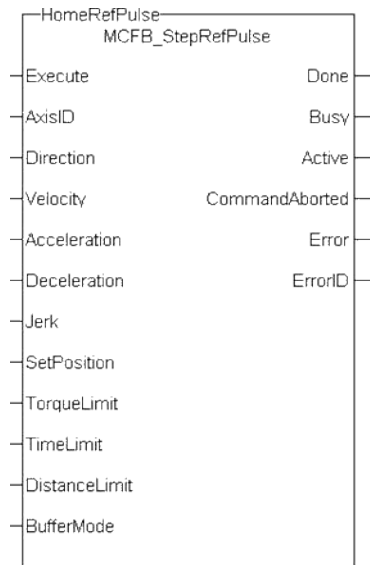 HomeRefPulse
MCFB_StepRefPulse
Execute Done
AxisID Busy
Direction Active
Velocity CommandAborted
Acceleration Error
Deceleration ErrorID
Jerk
SetPosition
TorqueLimit
TimeLimit
DistanceLimit
BufferMode